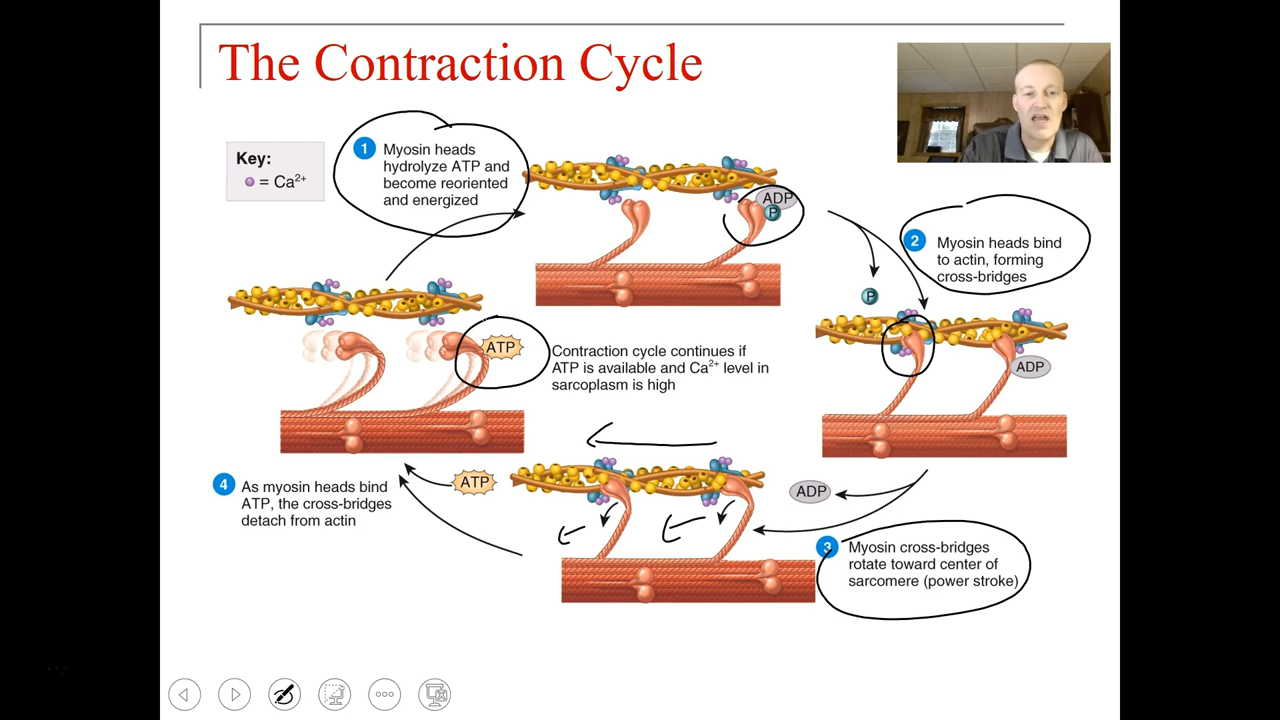 The Contraction Cycle
Key:
= Ca2+
1
Myosin heads
hydrolyze ATP and
become reoriented
and energized
ADP
P
2
Myosin heads bind
to actin, forming
cross-bridges
P
ATP
Contraction cycle continues if
ATP is available and Ca2+ level in
sarcoplasm is high
ADP
4
As myosin heads bind
ATP, the cross-bridges
detach from actin
ATP
ADP
3
Myosin cross-bridges
rotate toward center of
sarcomere (power stroke)